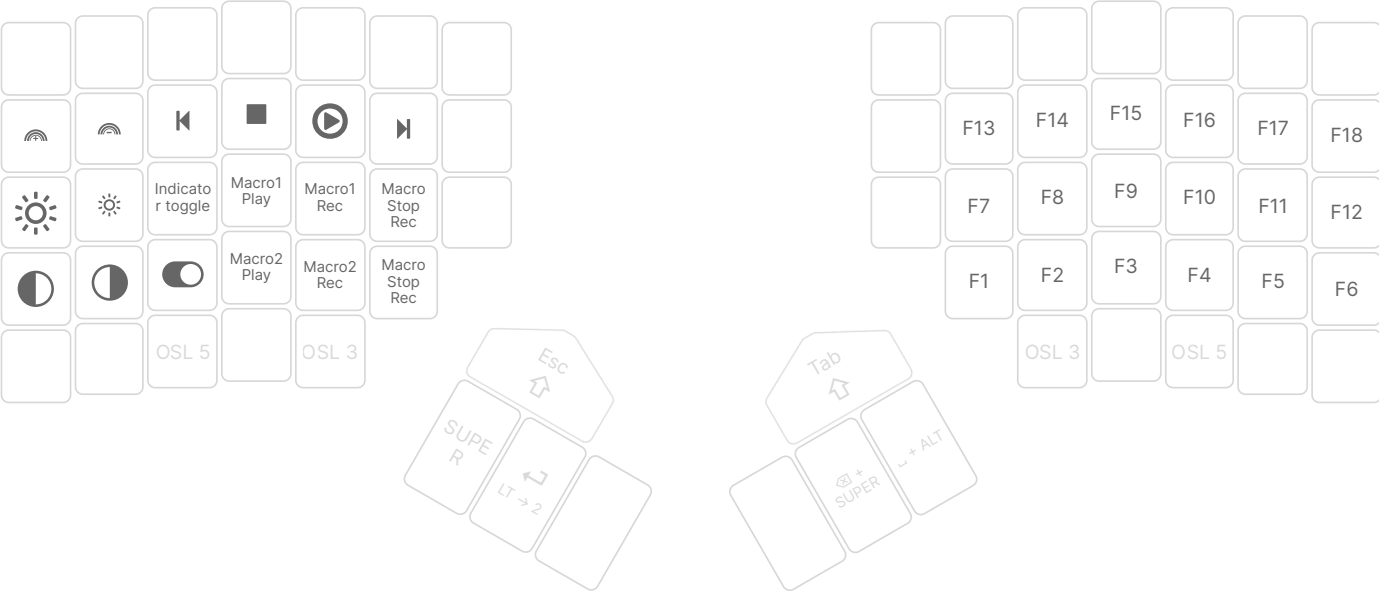 F13
F14
F15
F16
F17
F18
Indicato
r toggle
Macro1
Play
Macro1
Rec
Macro
Stop
Rec
F7
F8
F9
F10
F11
F12
Macro2
Play
Macro2
Rec
Macro
Stop
Rec
F1
F2
F3
F4
F5
F6
OSL 5
OSL 3
OSL 3
OSL 5
Esc
Tab
SUPE
R
LT → 2
+
SUPER
+ ALT